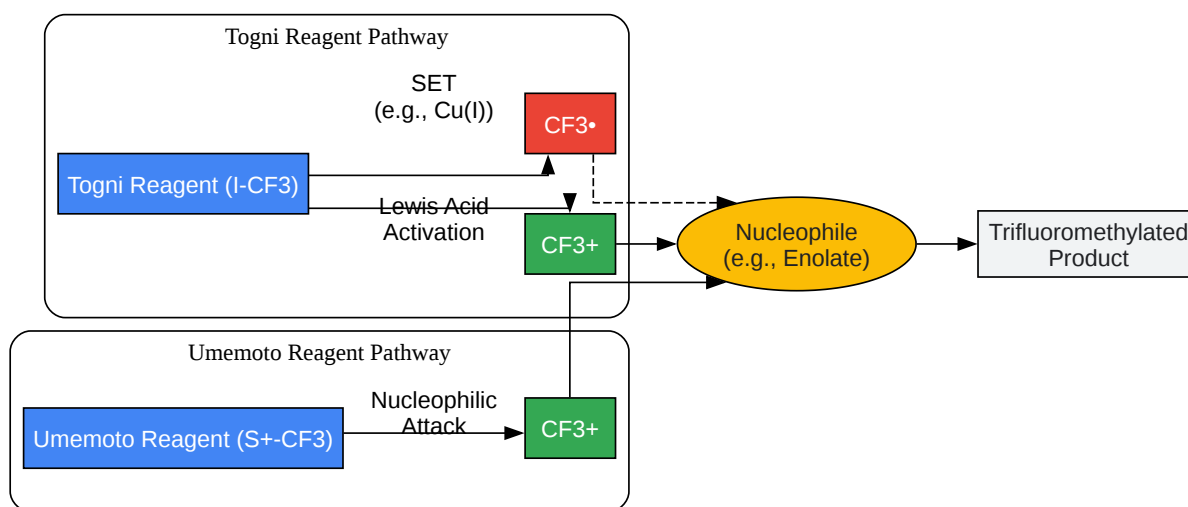 Togni Reagent Pathway
SET
(e.g., Cu(I))
CF3•
Togni Reagent (I-CF3)
Lewis Acid
Activation
CF3+
Nucleophile
(e.g., Enolate)
Trifluoromethylated
Product
Umemoto Reagent Pathway
Nucleophilic
Attack
CF3+
Umemoto Reagent (S+-CF3)